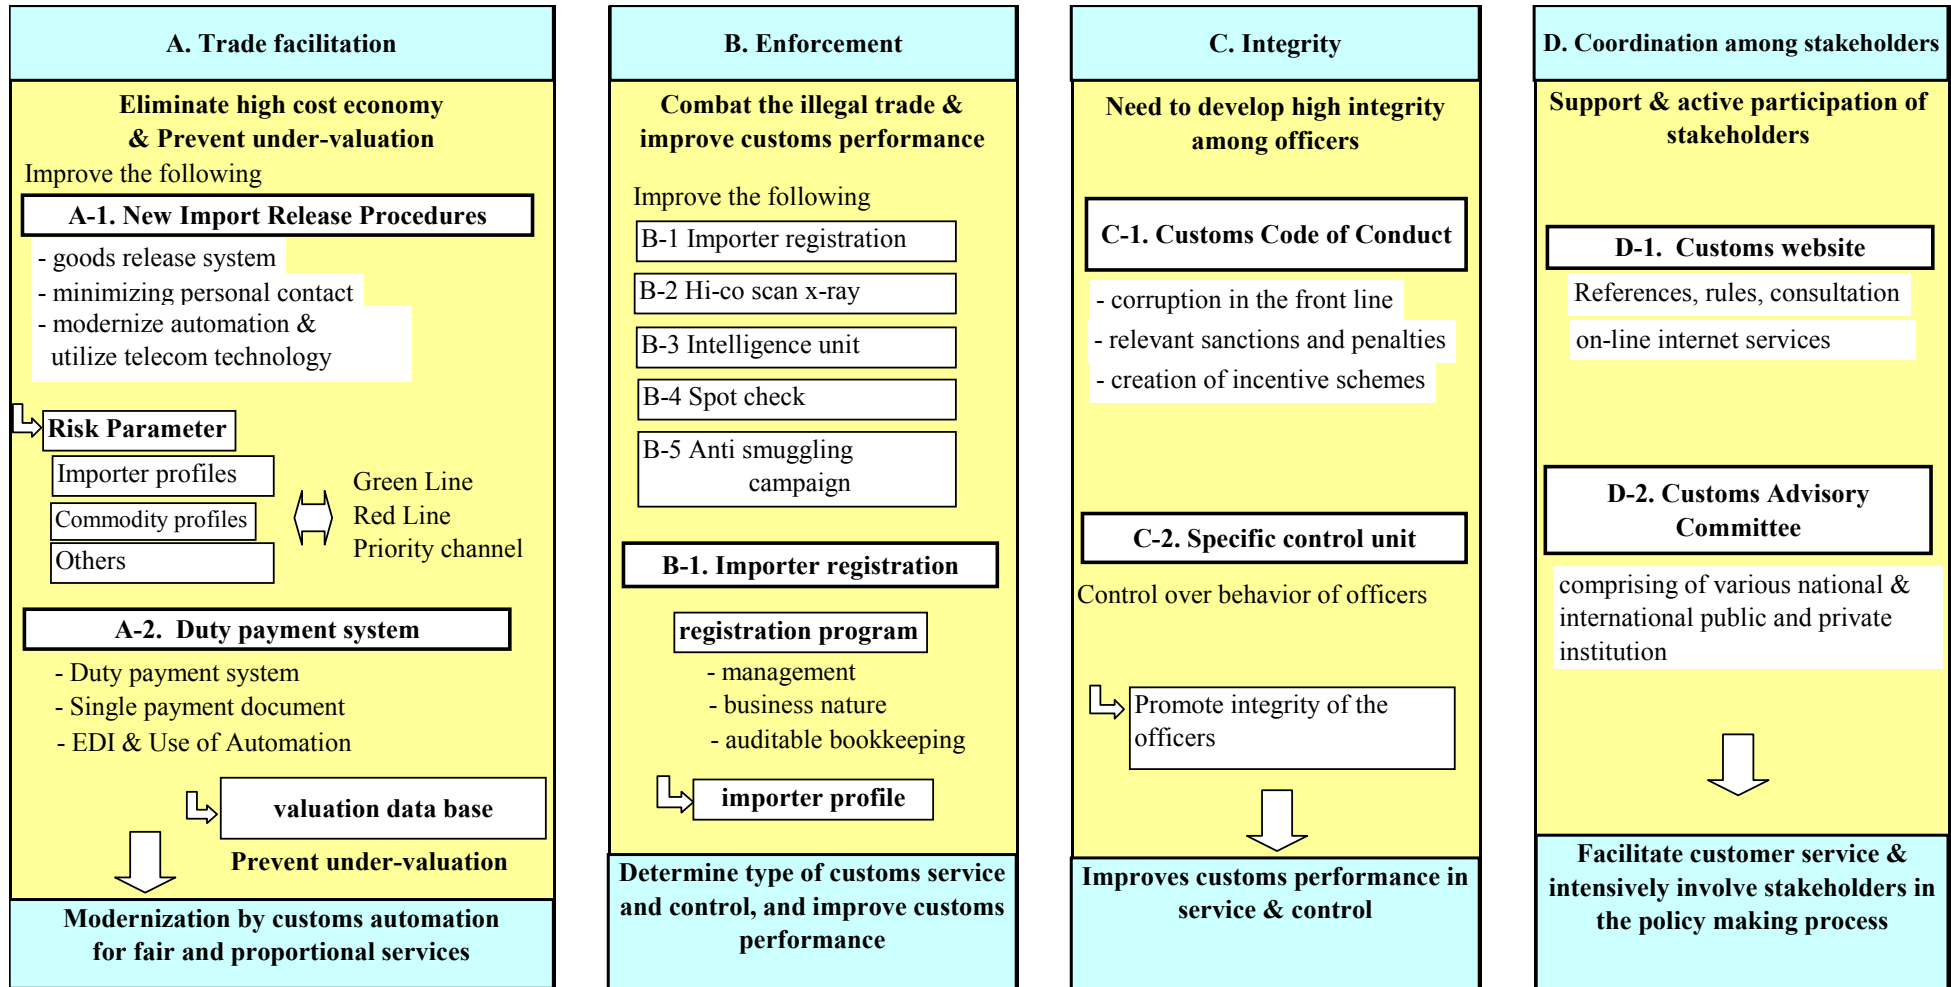 A. Trade facilitation
Eliminate high cost economy
& Prevent under-valuation
Improve the following
A-1. New Import Release Procedures
- goods release system
- minimizing personal contact
- modernize automation &
utilize telecom technology
Risk Parameter
Importer profiles
Commodity profiles
Others
Green Line
Red Line
Priority channel
A-2. Duty payment system
- Duty payment system
- Single payment document
- EDI & Use of Automation
valuation data base
Prevent under-valuation
Modernization by customs automation
for fair and proportional services
B. Enforcement
Combat the illegal trade &
improve customs performance
Improve the following
B-1 Importer registration
B-2 Hi-co scan x-ray
B-3 Intelligence unit
B-4 Spot check
B-5 Anti smuggling
campaign
B-1. Importer registration
registration program
- management
- business nature
- auditable bookkeeping
importer profile
Determine type of customs service
and control, and improve customs
performance
C. Integrity
Need to develop high integrity
among officers
C-1. Customs Code of Conduct
- corruption in the front line
- relevant sanctions and penalties
- creation of incentive schemes
C-2. Specific control unit
Control over behavior of officers
Promote integrity of the
officers
Improves customs performance in
service & control
D. Coordination among stakeholders
Support & active participation of
stakeholders
D-1. Customs website
References, rules, consultation
on-line internet services
D-2. Customs Advisory
Committee
comprising of various national &
international public and private
institution
Facilitate customer service &
intensively involve stakeholders in
the policy making process